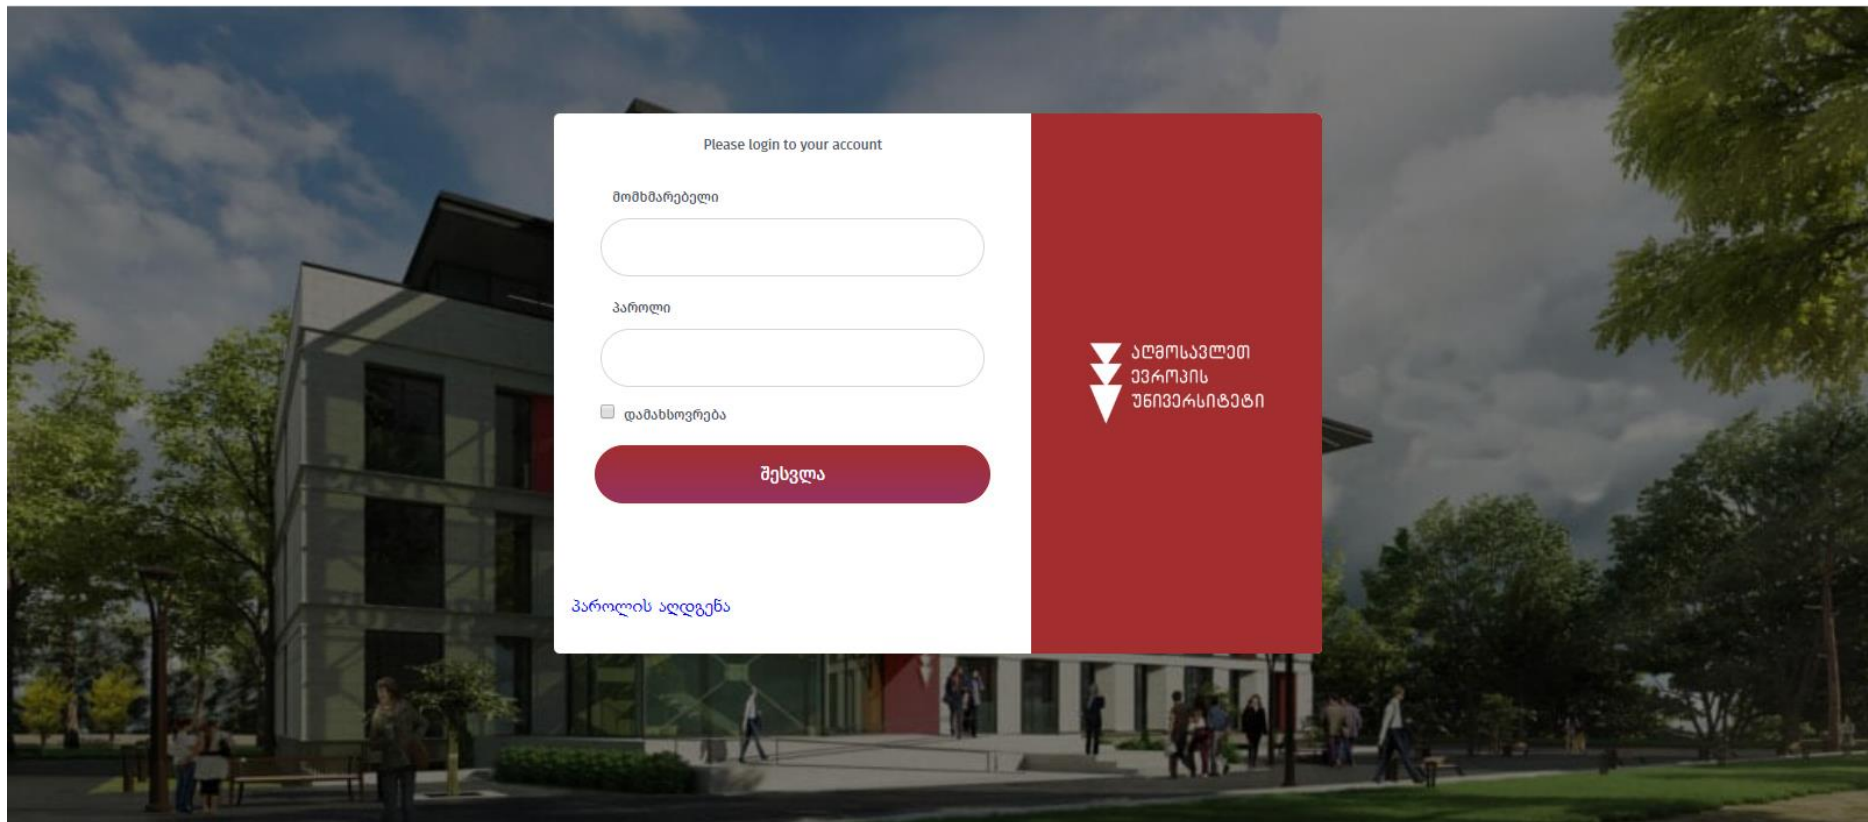 Please login to your account
მომხმარებელი
პაროლი
დამახსოვრება
შესვლა
პაროლის აღდგენა
აღმოსავლეთ
ევროპის
უნივერსიტეტი